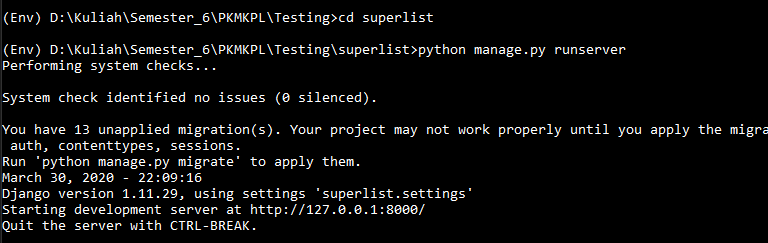 (Env) D:\Kuliah\Semester_6\PKMKPL\Testing>cd superlist
(Env) D:\Kuliah\Semester_6\PKMKPL\Testing\superlist>python manage.py runserver
Performing system checks...
System check identified no issues (0 silenced).
You have 13 unapplied migration(s). Your project may not work properly until you apply the migra
auth, contenttypes, sessions.
Run 'python manage.py migrate' to apply them.
March 30, 2020 - 22:09:16
Django version 1.11.29, using settings 'superlist.settings'
Starting development server at http://127.0.0.1:8000/
Quit the server with CTRL-BREAK.